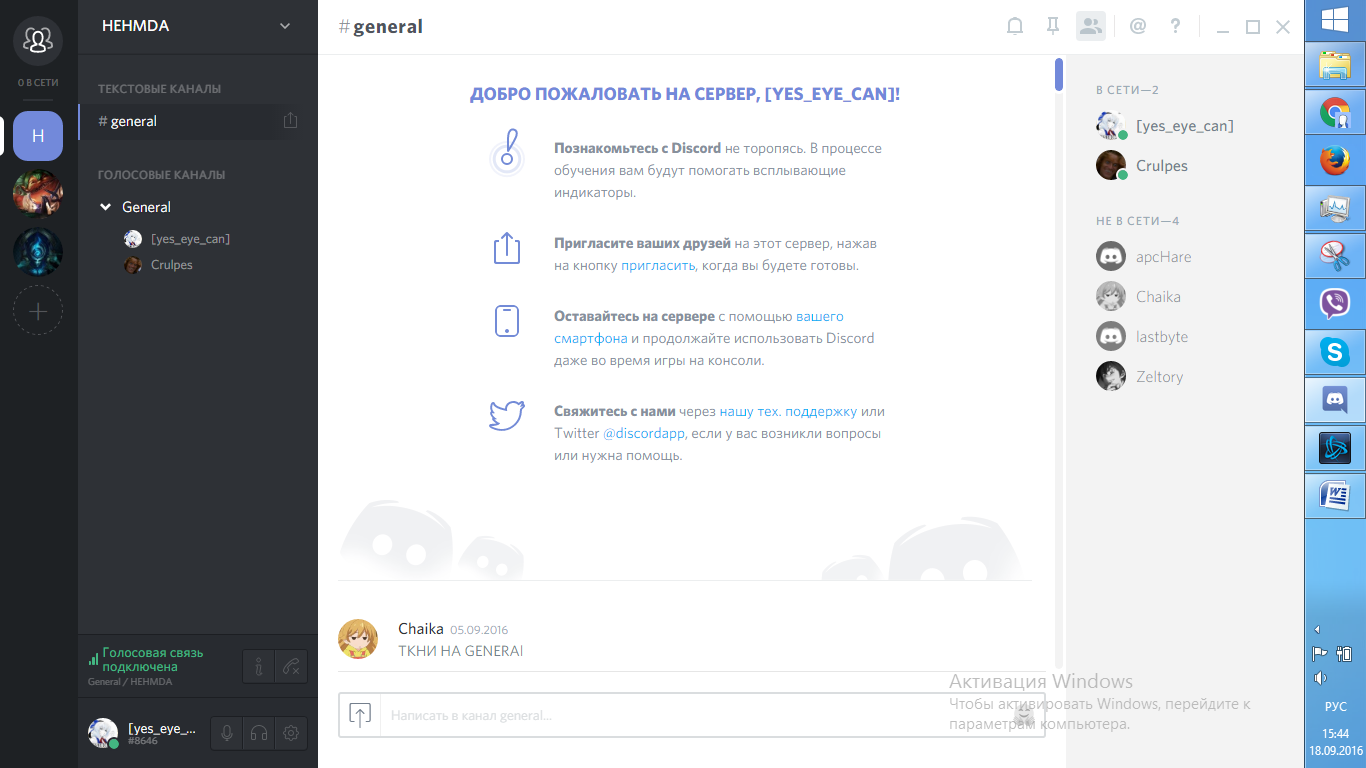 0 В СЕТИ
H
HEHMDA
ТЕКСТОВЫЕ КАНАЛЫ
# general
ГОЛОСОВЫЕ КАНАЛЫ
General
[yes_eye_can]
Crulpes
Голосовая связь
подключена
General / HEHMDA
[yes_eye_...
#8646
# general
@ ?
ДОБРО ПОЖАЛОВАТЬ НА СЕРВЕР, [YES_EYE_CAN]!
Познакомьтесь с Discord не торопясь. В процессе
обучения вам будут помогать всплывающие
индикаторы.
Пригласите ваших друзей на этот сервер, нажав
на кнопку пригласить, когда вы будете готовы.
Оставайтесь на сервере с помощью вашего
смартфона и продолжайте использовать Discord
даже во время игры на консоли.
Свяжитесь с нами через нашу тех. поддержку или
Twitter @discordapp, если у вас возникли вопросы
или нужна помощь.
Chaika 05.09.2016
ТКНИ НА GENERAl
Написать в канал general...
В СЕТИ—2
[yes_eye_can]
Crulpes
НЕ В СЕТИ—4
apcHare
Chaika
lastbyte
Zeltory
Активация Windows
Чтобы активировать Windows, перейдите к
параметрам компьютера.
S
W
РУС
15:44
18.09.2016